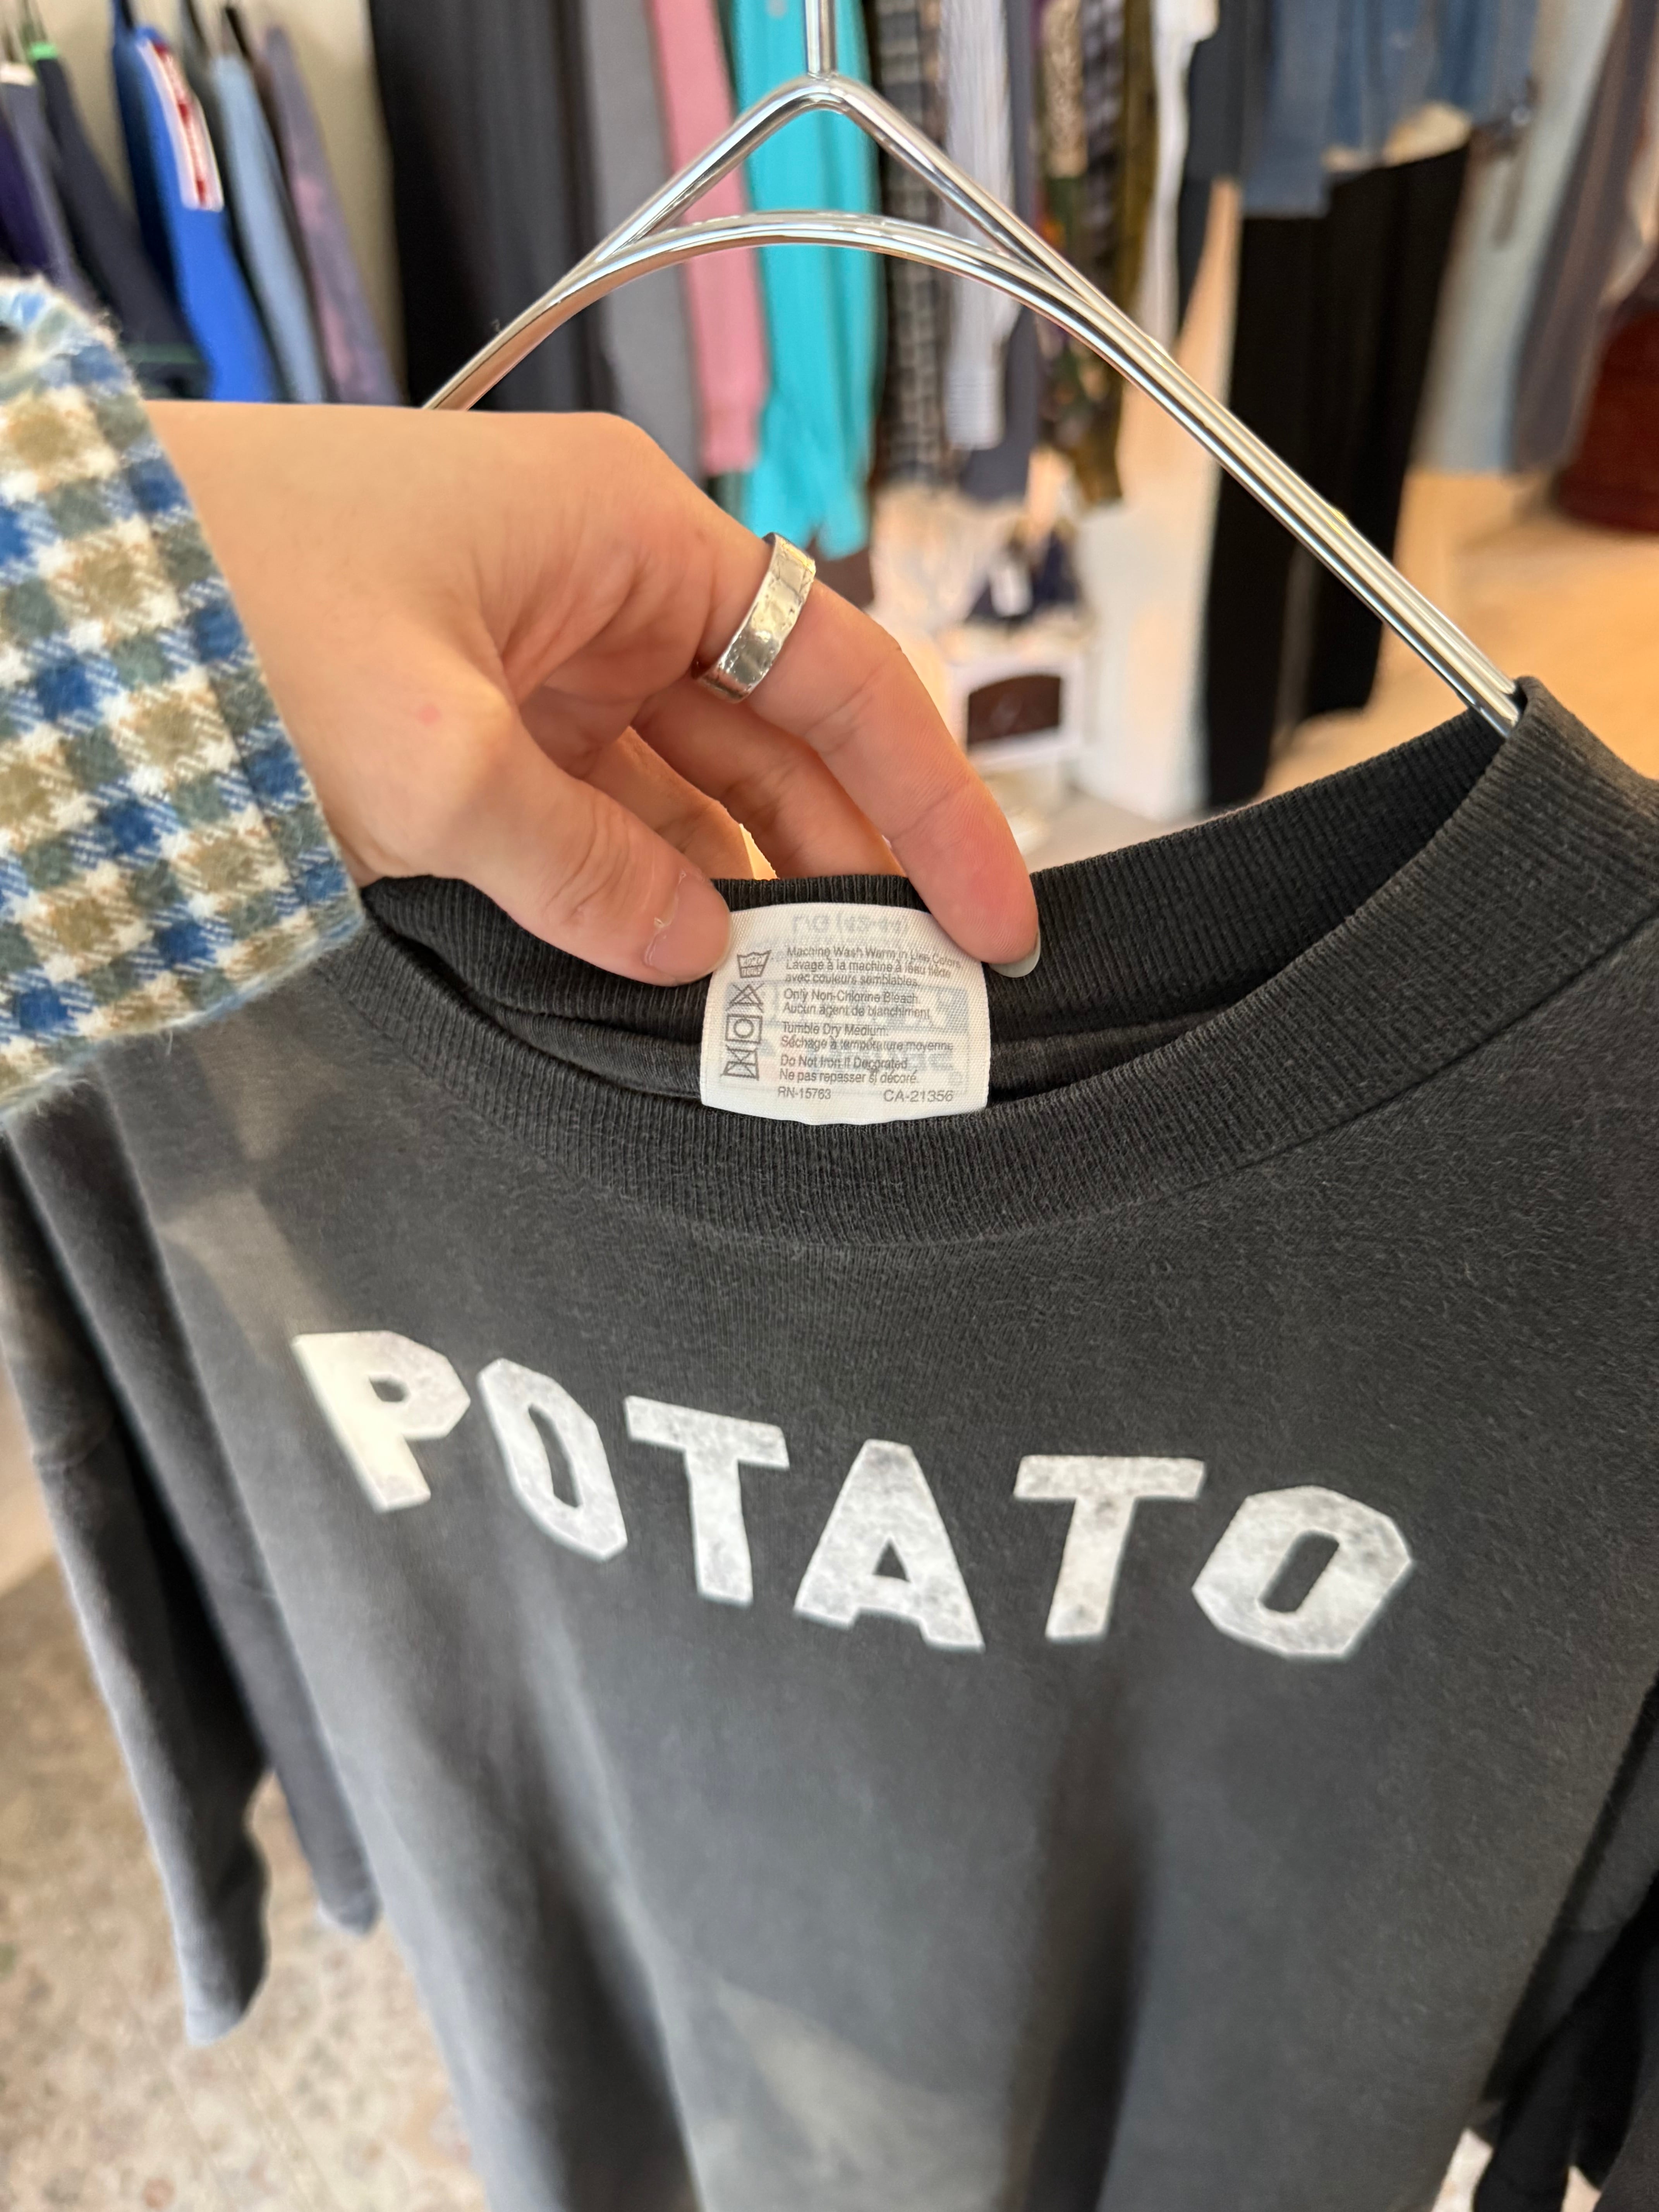 Machine Wash Warm in Like Colors.
Lavage à la machine à leau tiède
avec couleurs semblables.
Only Non-Chlorine Bleach.
Aucun agent de blanchiment
Tumble Dry Medium.
Séchage à température moyenne
Do Not Iron If Decorated
Ne pas repasser si décoré.
RN-15763 CA-21356
POTATO